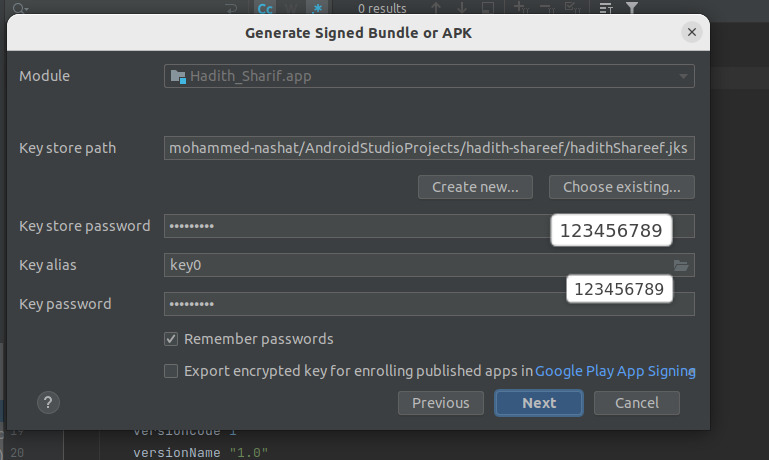 Cc W .* 0 results
Generate Signed Bundle or APK
Module Hadith_Sharif.app
Key store path mohammed-nashat/AndroidStudioProjects/hadith-shareef/hadithShareef.jks
Create new... Choose existing...
Key store password ••••••••• 123456789
Key alias key0
Key password ••••••••• 123456789
Remember passwords
Export encrypted key for enrolling published apps in Google Play App Signing
? Previous Next Cancel
19 versionCode 1
20 versionName "1.0"